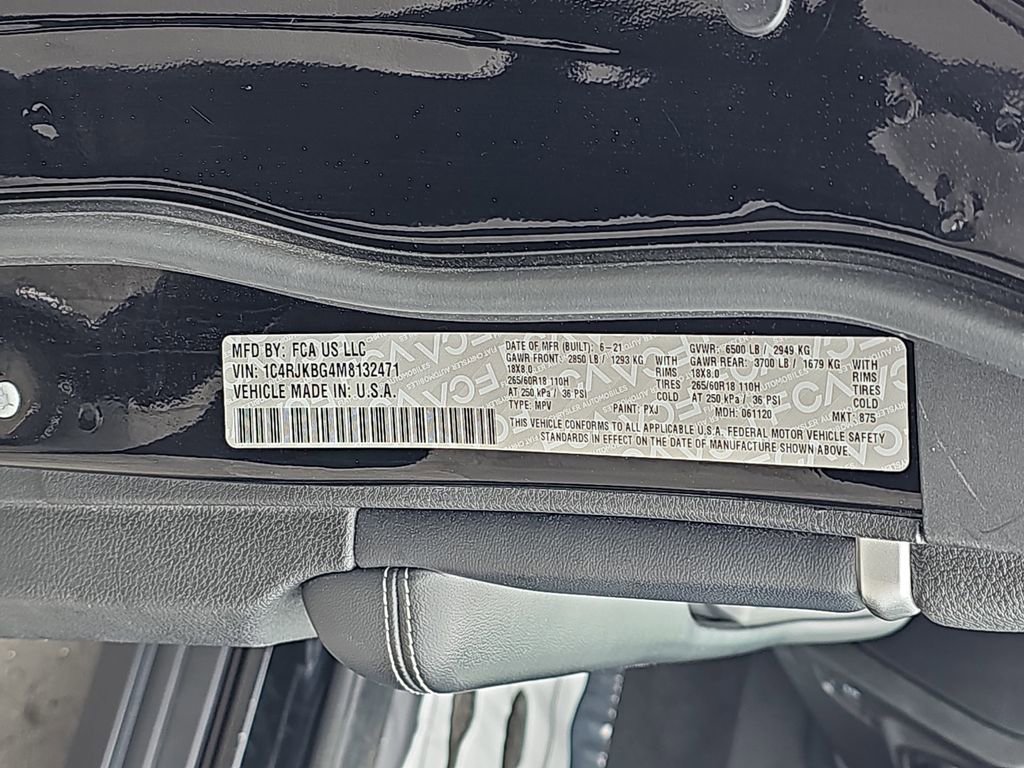 MFD BY: FCA US LLC
VIN: 1C4RJKBG4M8132471
VEHICLE MADE IN U.S.A.
DATE OF MFR (BUILT): 6-21
GAWR FRONT: 2850 LB / 1293 KG WITH
18X8.0 RIMS
265/60R18 110H TIRES
AT 250 kPa / 36 PSI COLD
TYPE: MPV PAINT: PXJ
GVWR: 6500 LB / 2949 KG
GAWR REAR: 3700 LB / 1679 KG WITH
18X8.0 RIMS
265/60R18 110H TIRES
AT 250 kPa / 36 PSI COLD
MDH: 061120 MKT: 875
THIS VEHICLE CONFORMS TO ALL APPLICABLE U.S.A. FEDERAL MOTOR VEHICLE SAFETY
STANDARDS IN EFFECT ON THE DATE OF MANUFACTURE SHOWN ABOVE.